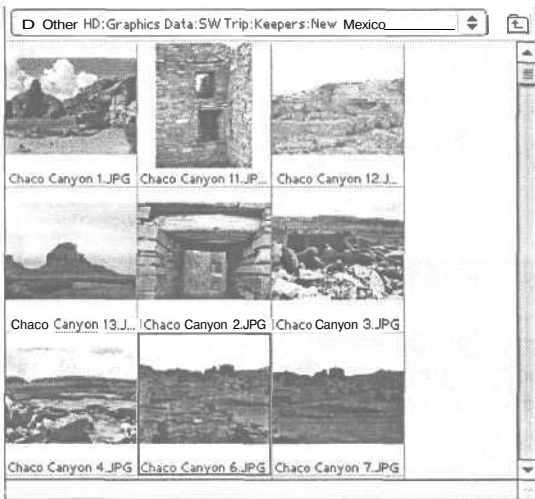 D Other HD:Graphics Data:SW Trip:Keepers:New Mexico
Chaco Canyon 1.JPG Chaco Canyon 11.JP... Chaco Canyon 12.J...
Chaco Canyon 13.J... Chaco Canyon 2.JPG Chaco Canyon 3.JPG
Chaco Canyon 4.JPG Chaco Canyon 6.JPG Chaco Canyon 7.JPG